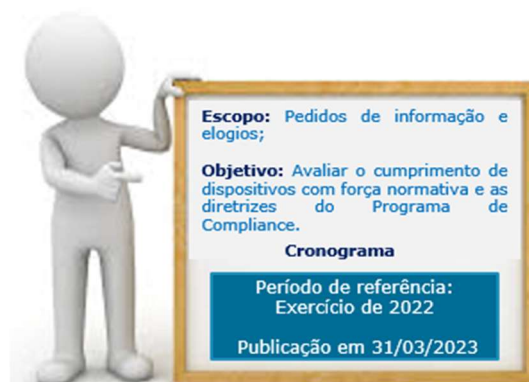 Escopo: Pedidos de informação e
elogios;
Objetivo: Avaliar o cumprimento de
dispositivos com força normativa e as
diretrizes do Programa de
Compliance.
Cronograma
Período de referência:
Exercício de 2022
Publicação em 31/03/2023